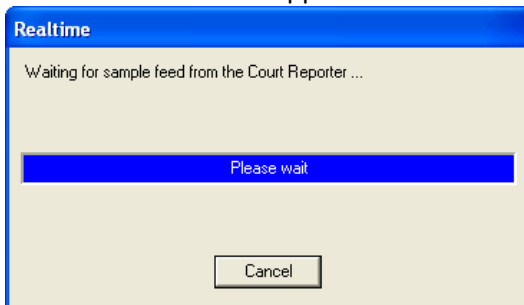 Realtime
Waiting for sample feed from the Court Reporter ...
Please wait
Cancel